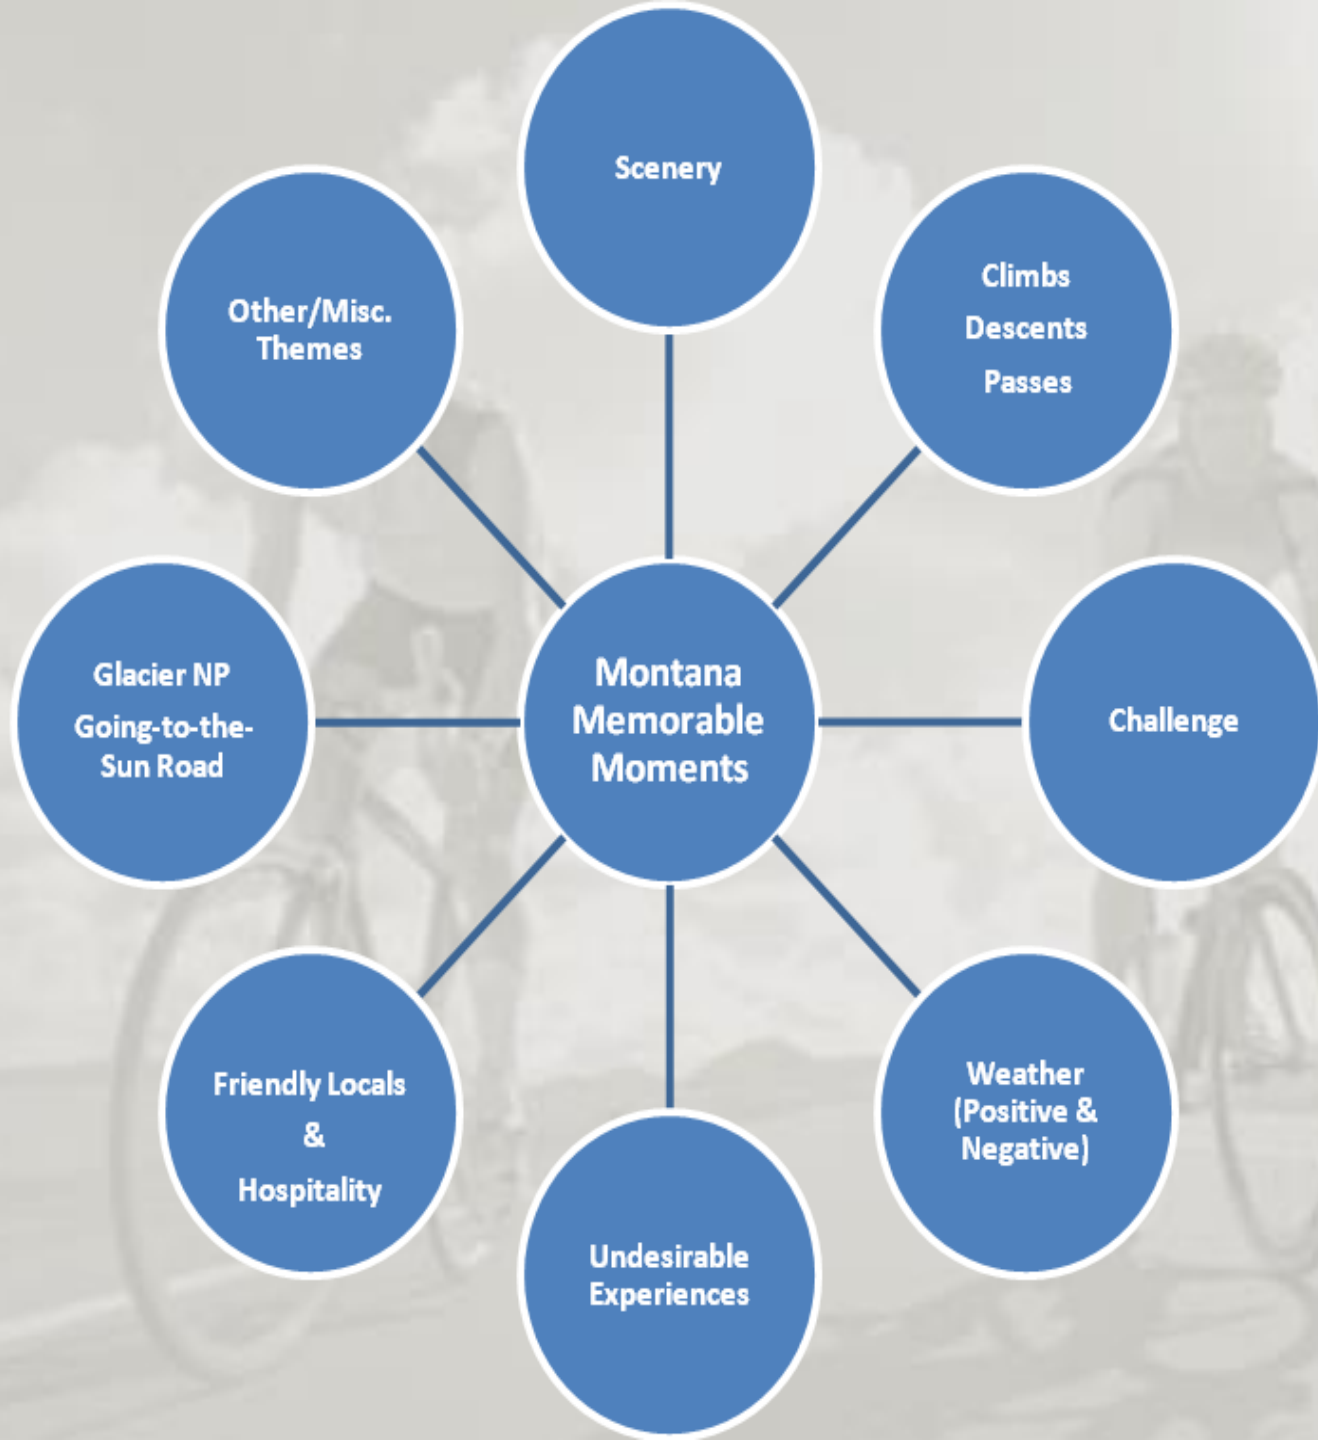 Scenery
Climbs
Descents
Passes
Other/Misc.
Themes
Montana
Memorable
Moments
Glacier NP
Going-to-the-
Sun Road
Challenge
Friendly Locals
&
Hospitality
Weather
(Positive &
Negative)
Undesirable
Experiences